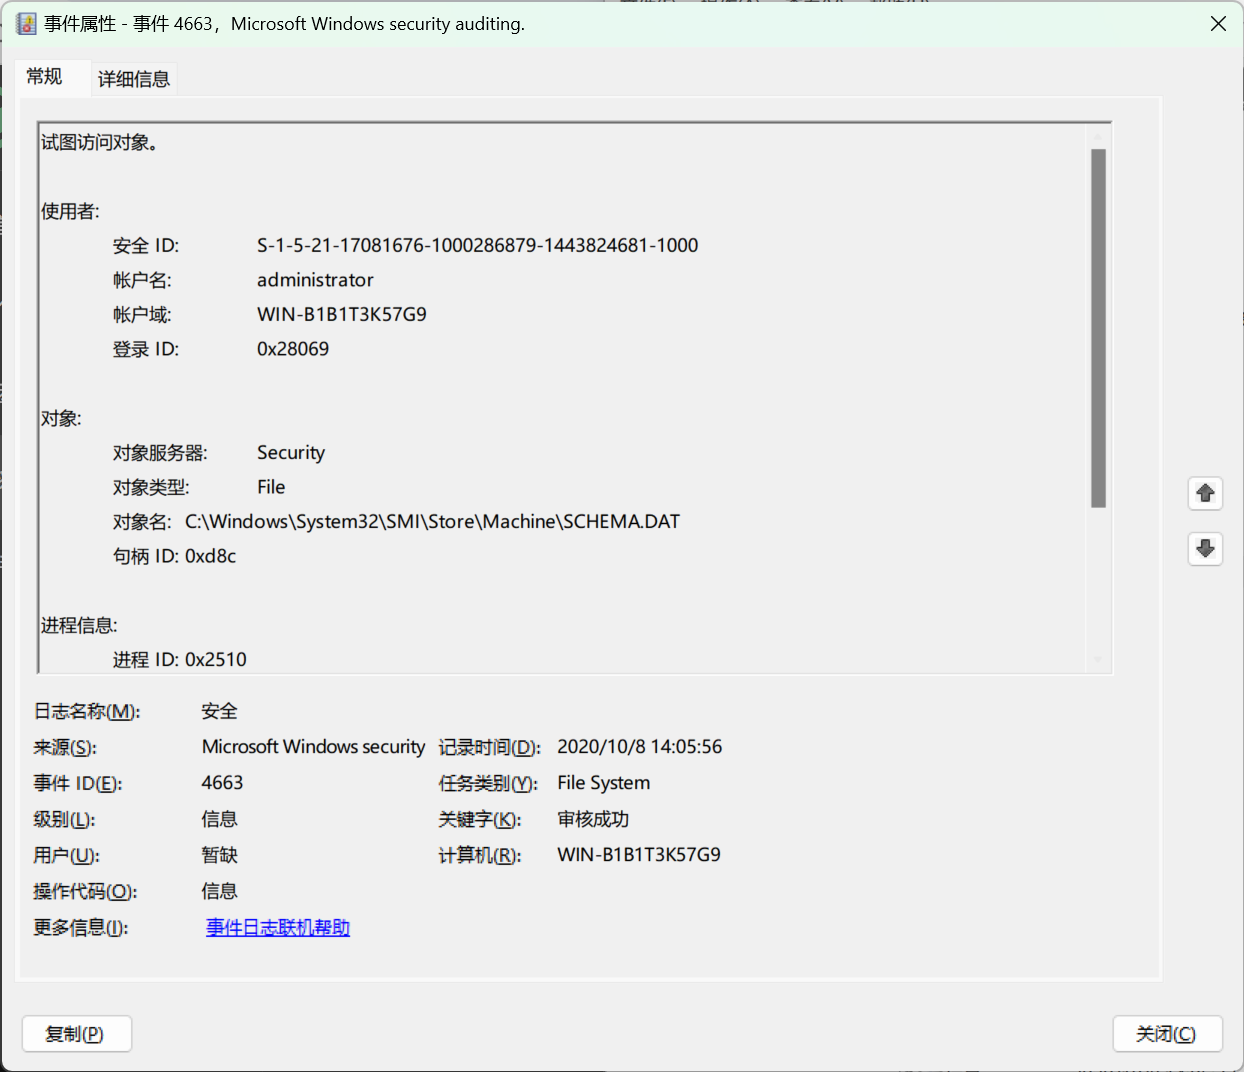 事件属性 - 事件 4663，Microsoft Windows security auditing.
常规 详细信息
试图访问对象。
使用者:
安全 ID: S-1-5-21-17081676-1000286879-1443824681-1000
帐户名: administrator
帐户域: WIN-B1B1T3K57G9
登录 ID: 0x28069
对象:
对象服务器: Security
对象类型: File
对象名: C:\Windows\System32\SMI\Store\Machine\SCHEMA.DAT
句柄 ID: 0xd8c
进程信息:
进程 ID: 0x2510
日志名称(M): 安全
来源(S): Microsoft Windows security 记录时间(D): 2020/10/8 14:05:56
事件 ID(E): 4663 任务类别(Y): File System
级别(L): 信息 关键字(K): 审核成功
用户(U): 暂缺 计算机(R): WIN-B1B1T3K57G9
操作代码(O): 信息
更多信息(I): 事件日志联机帮助
复制(P) 关闭(C)